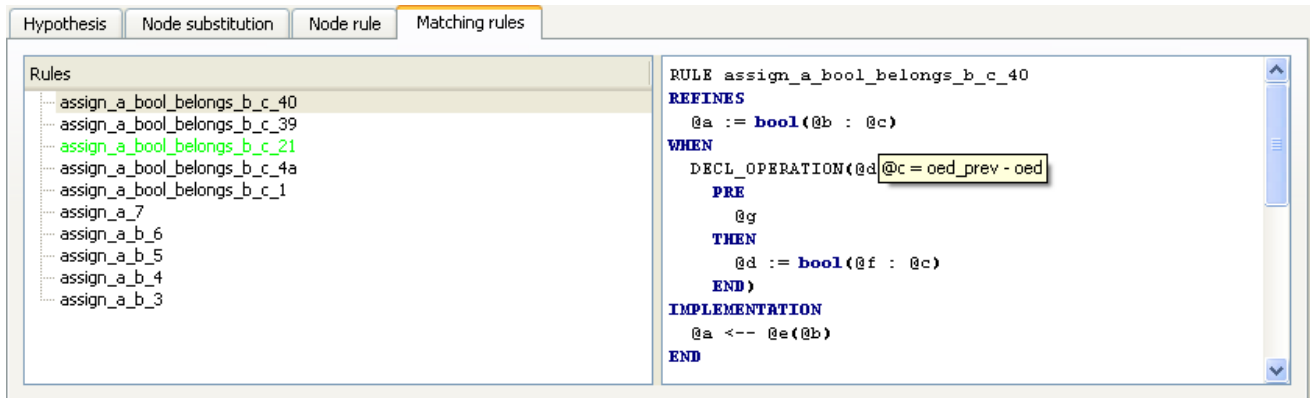 Hypothesis Node substitution Node rule Matching rules
Rules
assign_a_bool_belongs_b_c_40
assign_a_bool_belongs_b_c_39
assign_a_bool_belongs_b_c_21
assign_a_bool_belongs_b_c_4a
assign_a_bool_belongs_b_c_1
assign_a_7
assign_a_b_6
assign_a_b_5
assign_a_b_4
assign_a_b_3
RULE assign_a_bool_belongs_b_c_40
REFINES
@a := bool(@b : @c)
WHEN
DECL_OPERATION(@d @c = oed_prev - oed
PRE
@g
THEN
@d := bool(@f : @c)
END)
IMPLEMENTATION
@a <-- @e(@b)
END